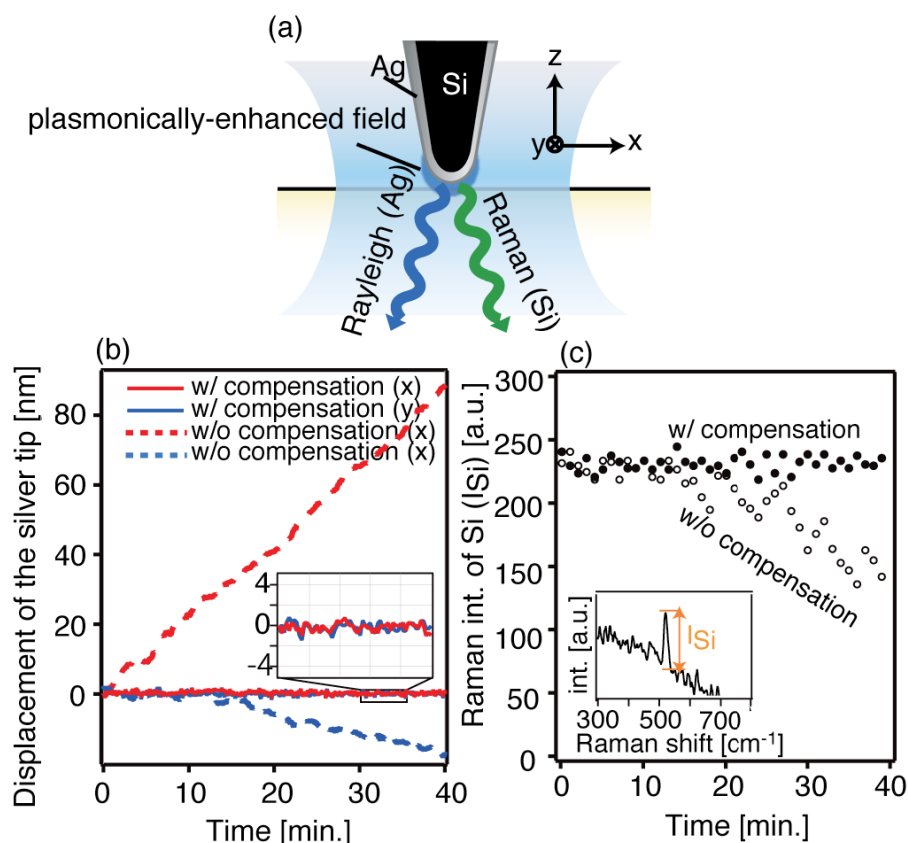 (a)
Ag
Si
plasmonically-enhanced field
z
y
x
Rayleigh (Ag)
Raman (Si)
(b)
Displacement of the silver tip [nm]
80
60
40
20
0
w/ compensation (x)
w/ compensation (y)
w/o compensation (x)
w/o compensation (x)
4
0
−4
0
10
20
30
40
Time [min.]
(c)
Raman int. of Si (ISi) [a.u.]
300
250
200
150
100
50
0
w/ compensation
w/o compensation
int. [a.u.]
ISi
300
500
700
Raman shift [cm-1]
0
10
20
30
40
Time [min.]